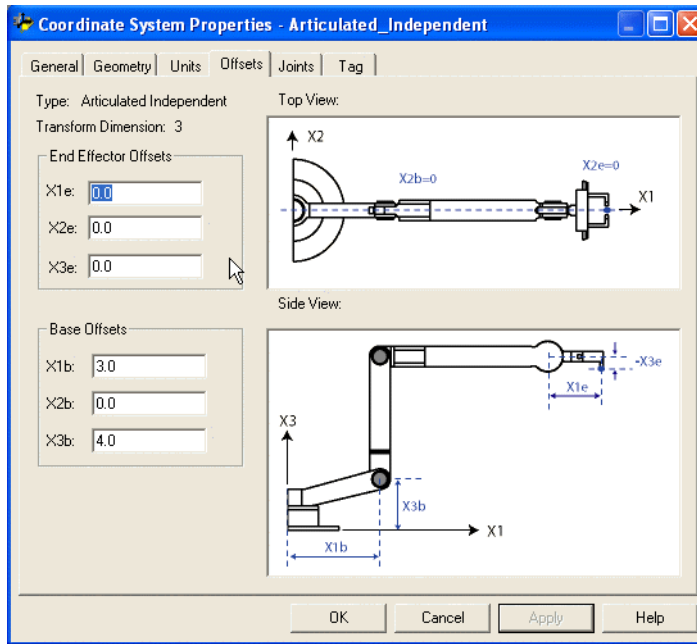 Coordinate System Properties - Articulated_Independent
General Geometry Units Offsets Joints Tag
Type: Articulated Independent
Transform Dimension: 3
End Effector Offsets
X1e: 0.0
X2e: 0.0
X3e: 0.0
Base Offsets
X1b: 3.0
X2b: 0.0
X3b: 4.0
Top View:
X2
X2b=0
X2e=0
X1
Side View:
-X3e
X1e
X3
X3b
X1
X1b
OK Cancel Apply Help